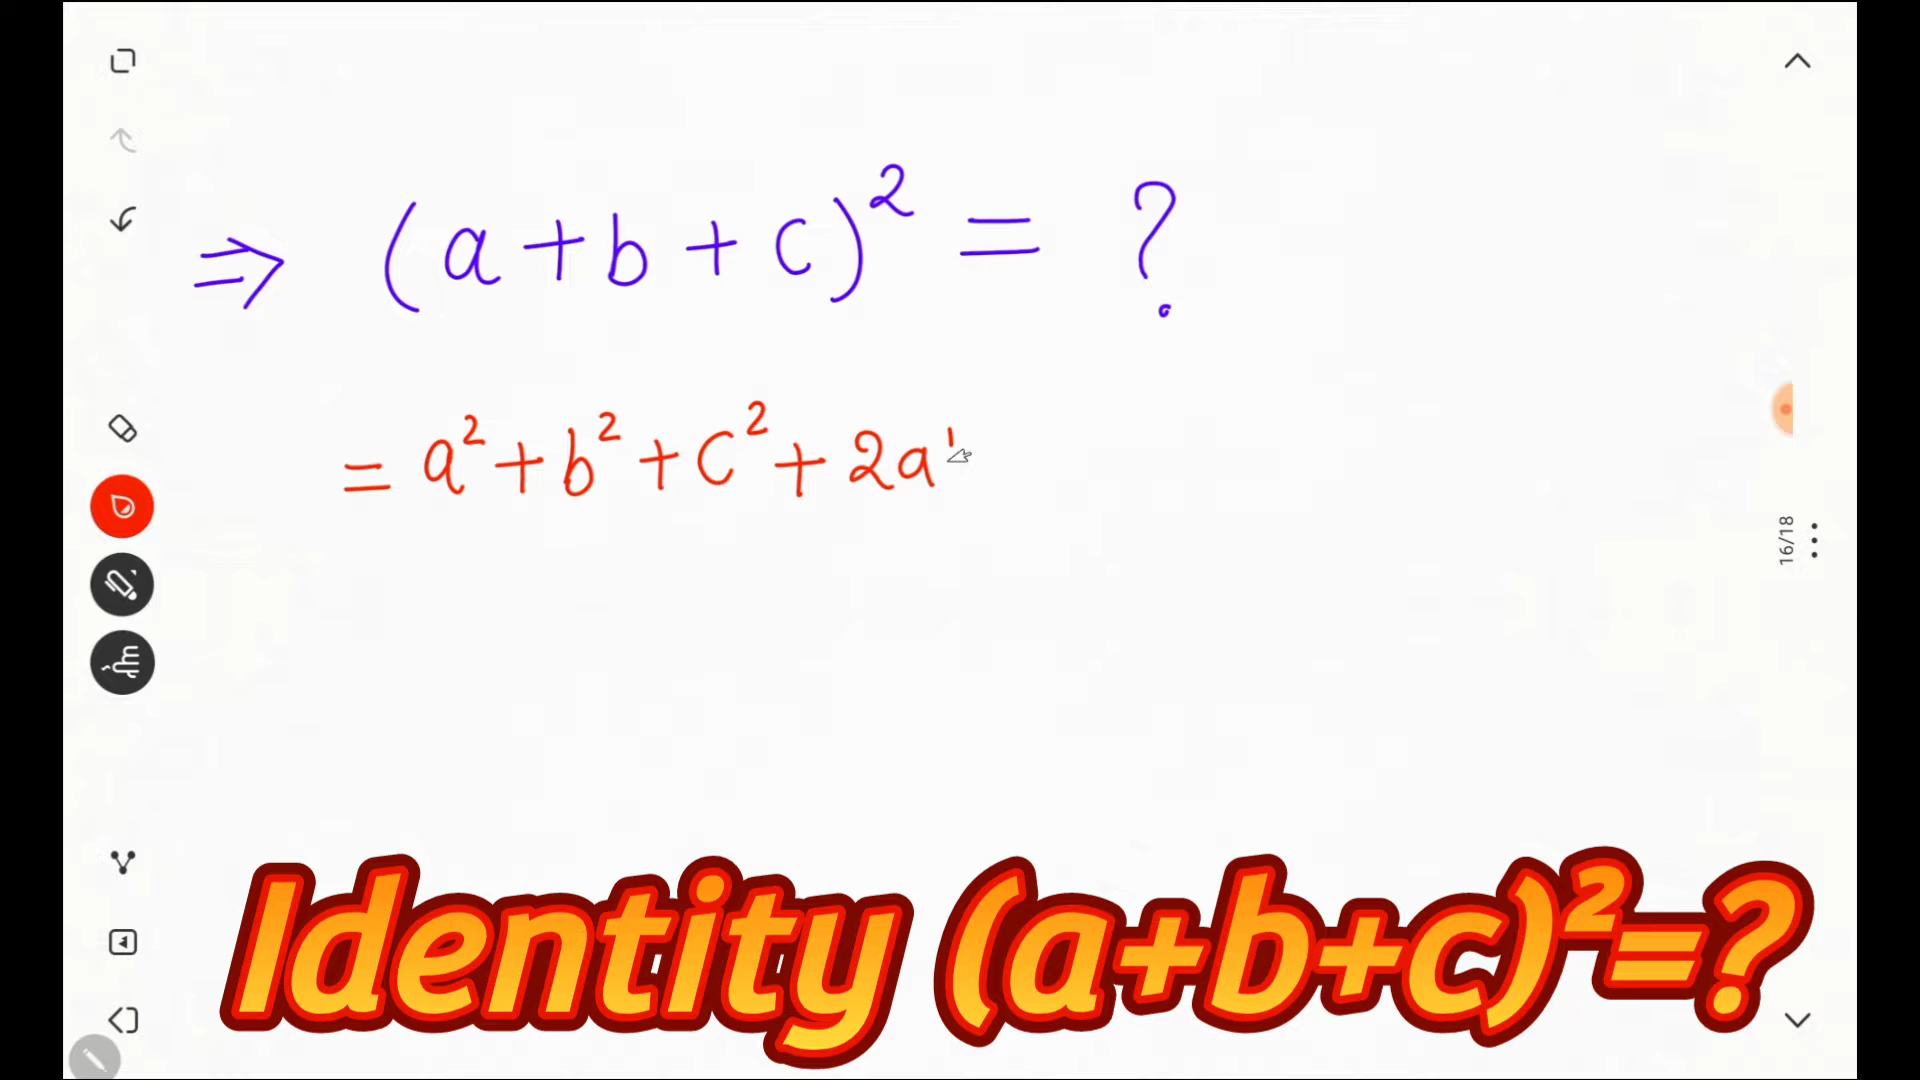 ⇒ (a+b+c)² = ?
= a² + b² + c² + 2a
16/18
Identity (a+b+c)²=?